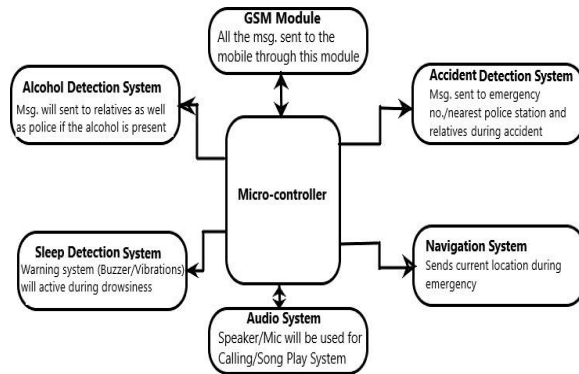 GSM Module
All the msg. sent to the
mobile through this module
Alcohol Detection System
Msg. will sent to relatives as well
as police if the alcohol is present
Accident Detection System
Msg. sent to emergency
no./nearest police station and
relatives during accident
Micro-controller
Sleep Detection System
Warning system (Buzzer/Vibrations)
will active during drowsiness
Navigation System
Sends current location during
emergency
Audio System
Speaker/Mic will be used for
Calling/Song Play System